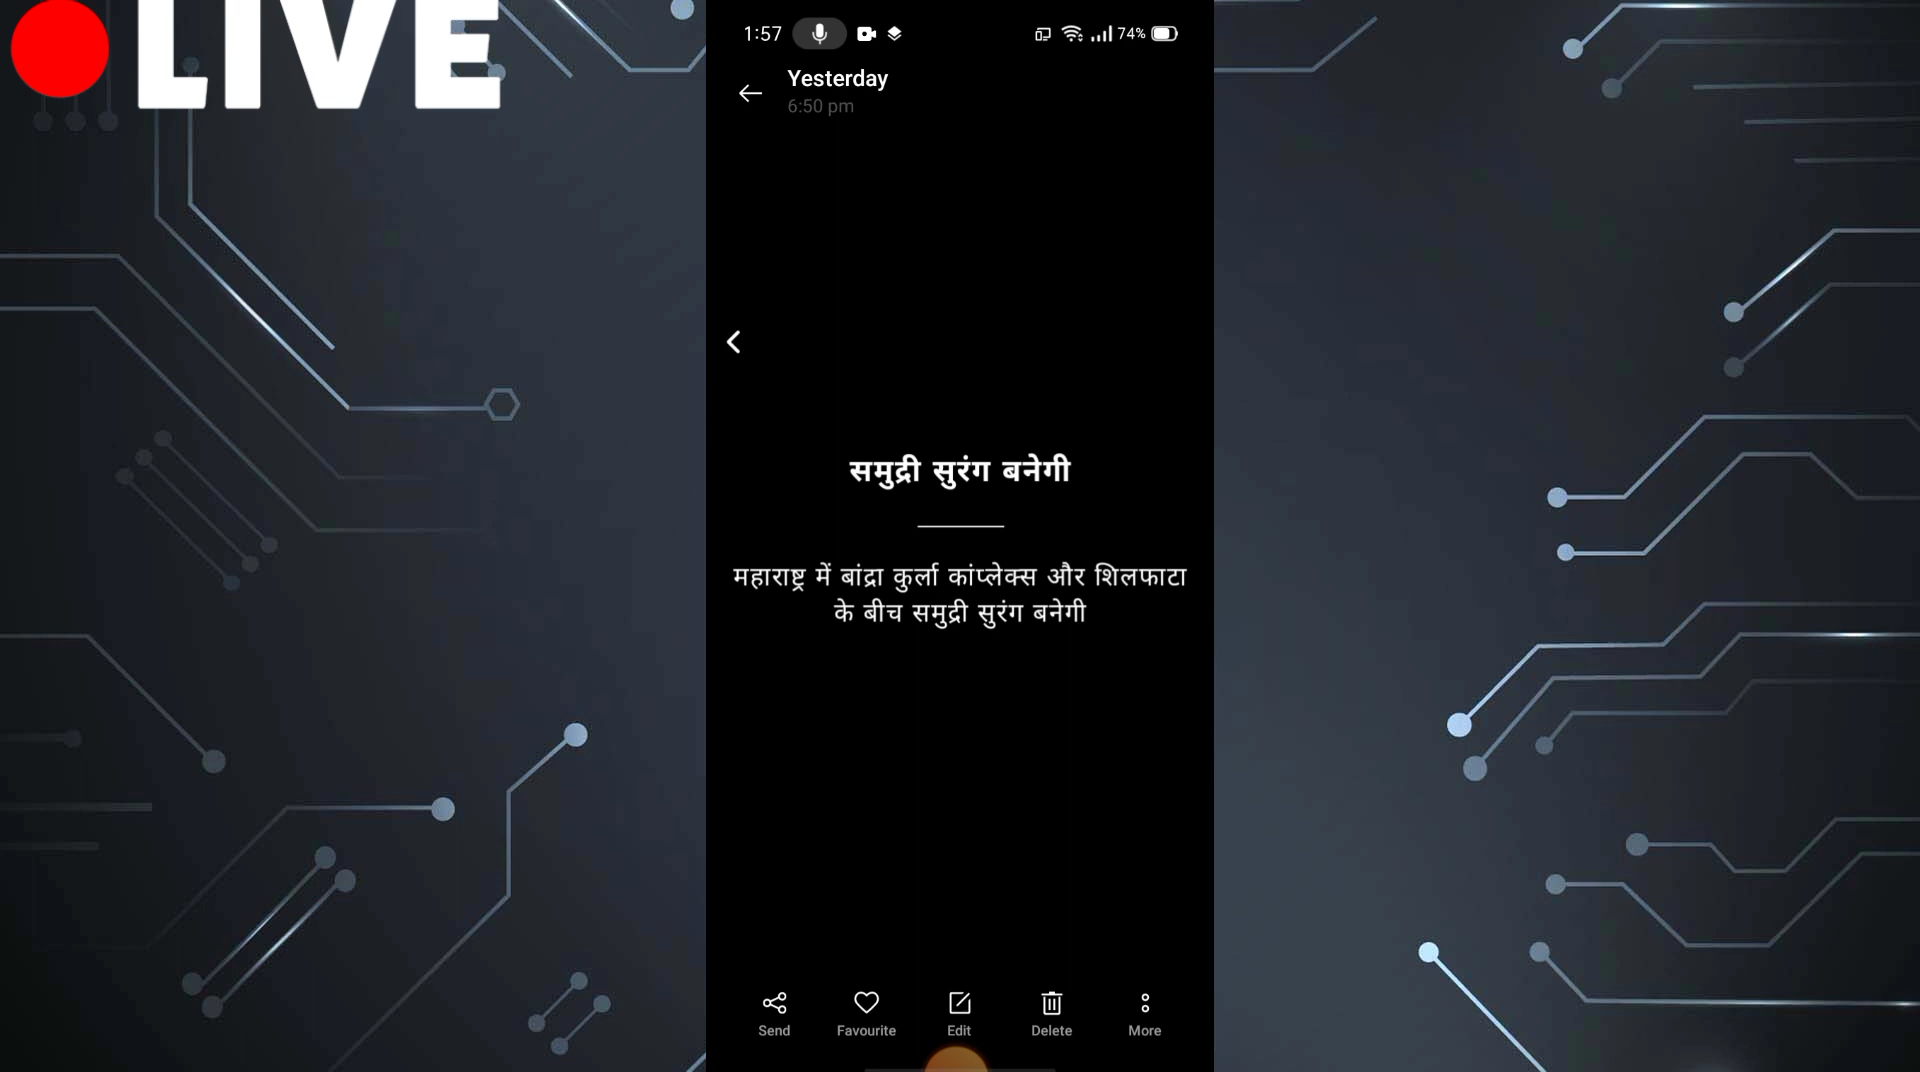 LIVE
1:57
74%
Yesterday
6:50 pm
समुद्री सुरंग बनेगी
महाराष्ट्र में बांद्रा कुर्ला कांप्लेक्स और शिलफाटा
के बीच समुद्री सुरंग बनेगी
Send Favourite Edit Delete More